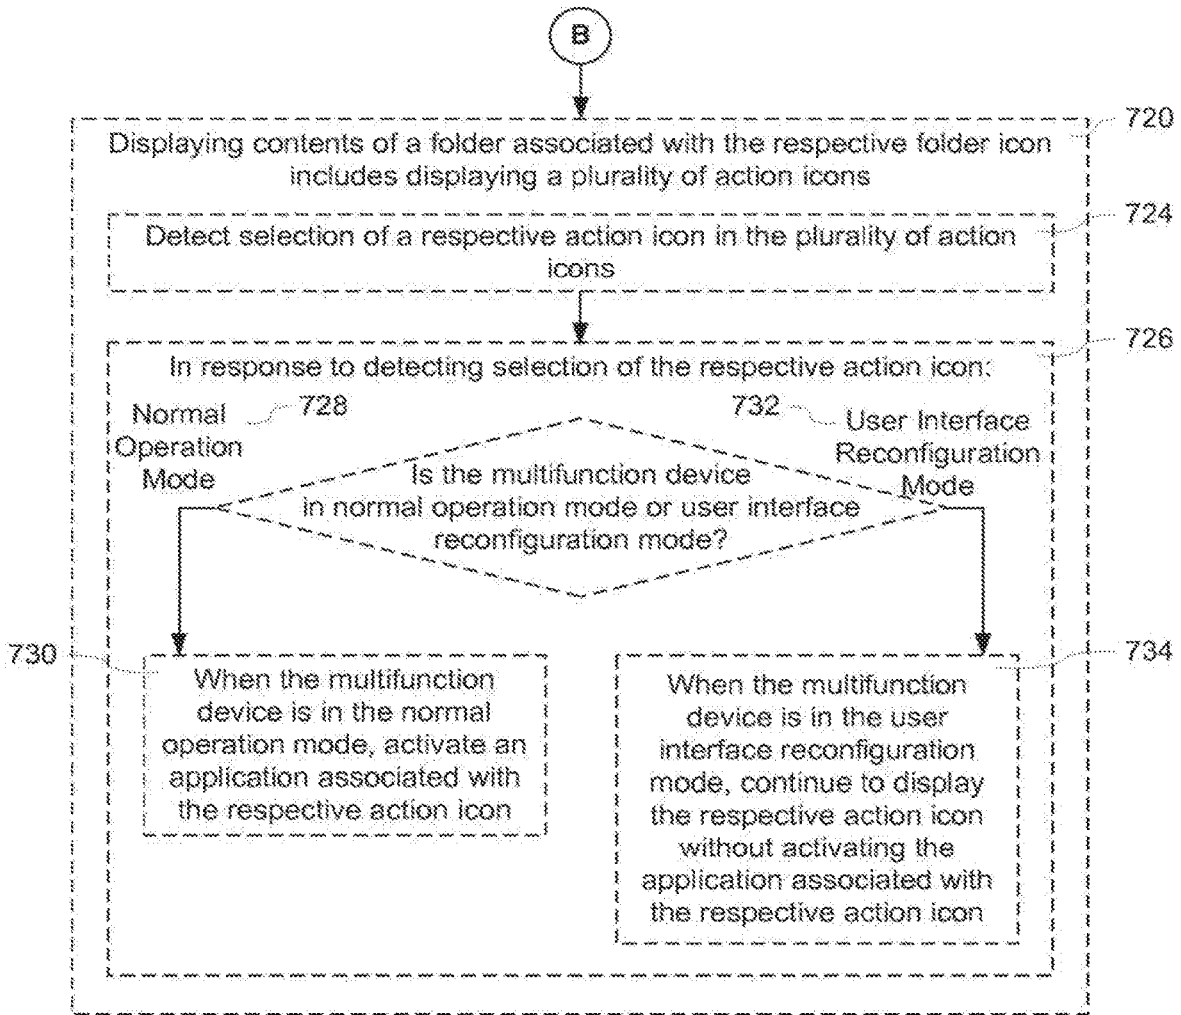 B
720
Displaying contents of a folder associated with the respective folder icon
includes displaying a plurality of action icons
724
Detect selection of a respective action icon in the plurality of action
icons
726
In response to detecting selection of the respective action icon:
Normal
Operation
Mode
728
732
User Interface
Reconfiguration
Mode
Is the multifunction device
in normal operation mode or user interface
reconfiguration mode?
730
When the multifunction
device is in the normal
operation mode, activate an
application associated with
the respective action icon
734
When the multifunction
device is in the user
interface reconfiguration
mode, continue to display
the respective action icon
without activating the
application associated with
the respective action icon